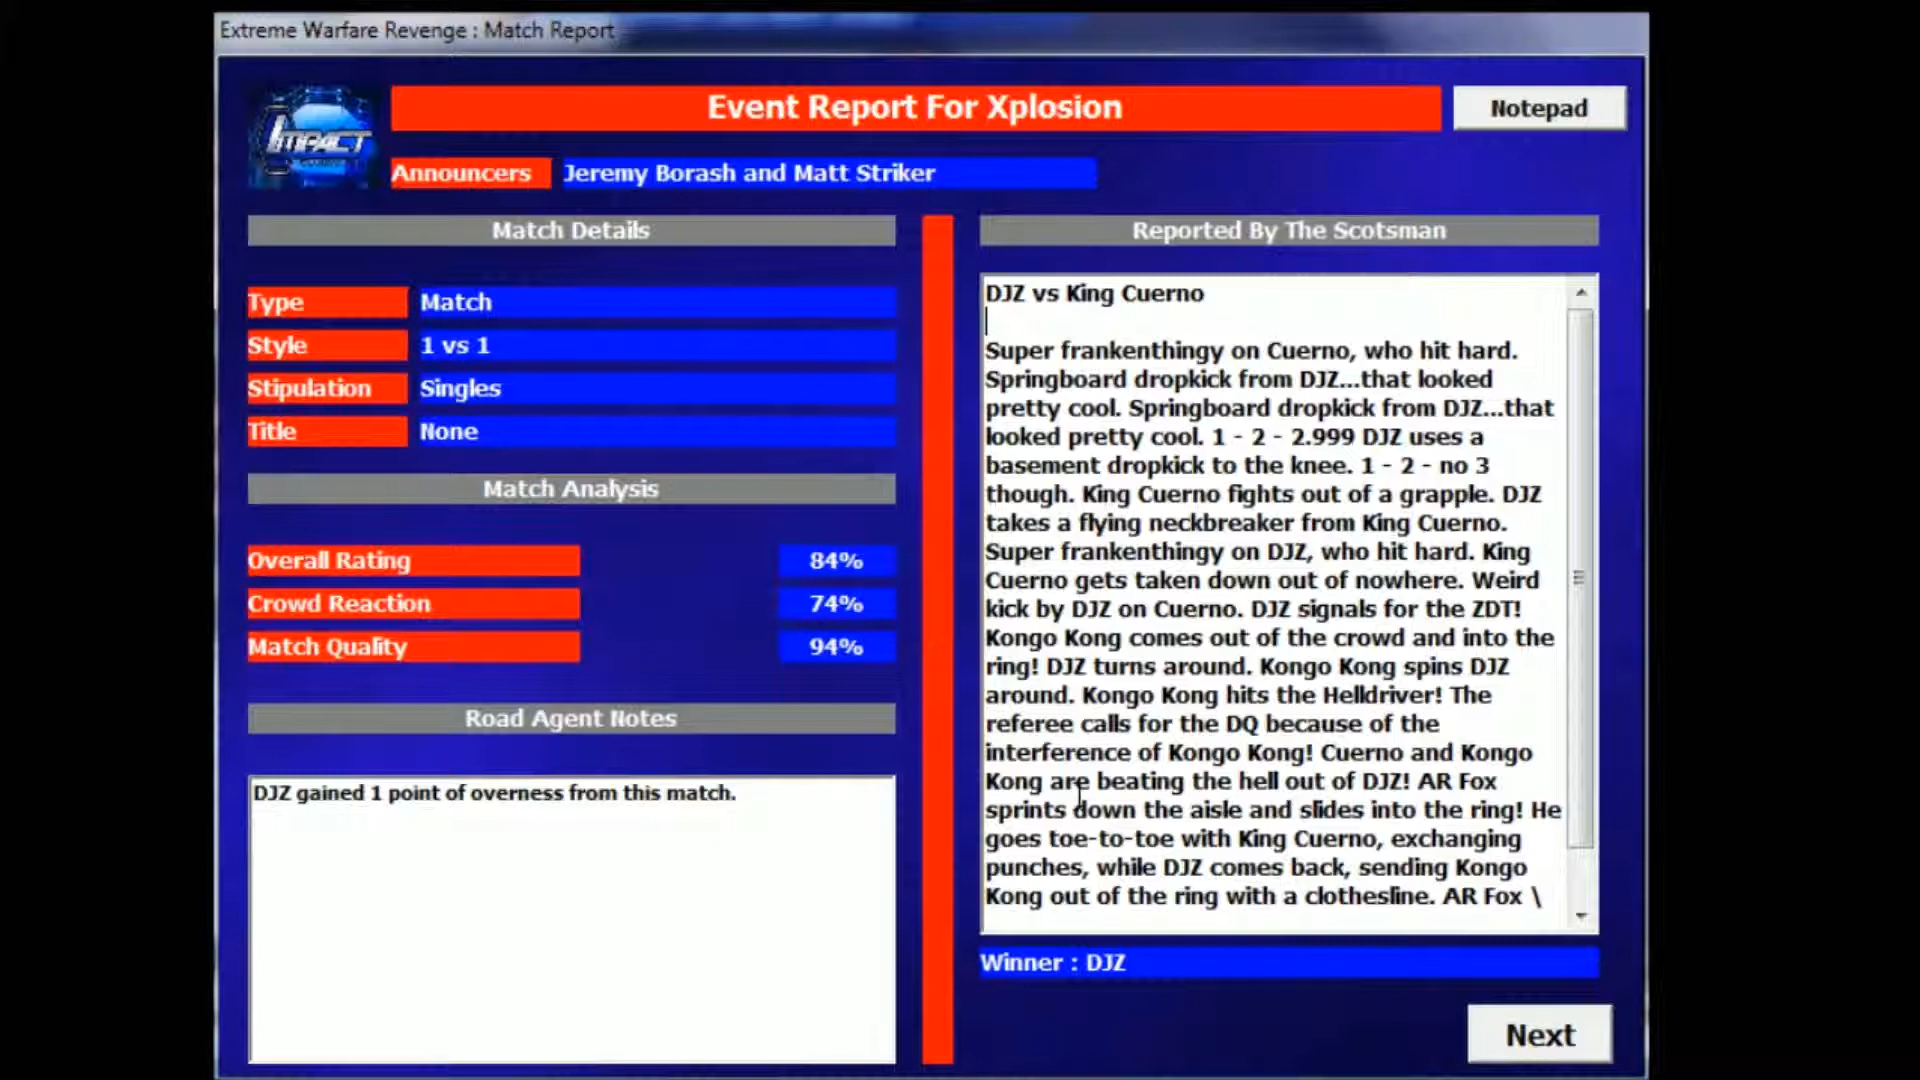 Extreme Warfare Revenge : Match Report
IMPACT
Event Report For Xplosion
Notepad
Announcers
Jeremy Borash and Matt Striker
Match Details
Type
Match
Style
1 vs 1
Stipulation
Singles
Title
None
Match Analysis
Overall Rating
84%
Crowd Reaction
74%
Match Quality
94%
Road Agent Notes
DJZ gained 1 point of overness from this match.
Reported By The Scotsman
DJZ vs King Cuerno
Super frankenthingy on Cuerno, who hit hard.
Springboard dropkick from DJZ...that looked
pretty cool. Springboard dropkick from DJZ...that
looked pretty cool. 1 - 2 - 2.999 DJZ uses a
basement dropkick to the knee. 1 - 2 - no 3
though. King Cuerno fights out of a grapple. DJZ
takes a flying neckbreaker from King Cuerno.
Super frankenthingy on DJZ, who hit hard. King
Cuerno gets taken down out of nowhere. Weird
kick by DJZ on Cuerno. DJZ signals for the ZDT!
Kongo Kong comes out of the crowd and into the
ring! DJZ turns around. Kongo Kong spins DJZ
around. Kongo Kong hits the Helldriver! The
referee calls for the DQ because of the
interference of Kongo Kong! Cuerno and Kongo
Kong are beating the hell out of DJZ! AR Fox
sprints down the aisle and slides into the ring! He
goes toe-to-toe with King Cuerno, exchanging
punches, while DJZ comes back, sending Kongo
Kong out of the ring with a clothesline. AR Fox \
Winner : DJZ
Next